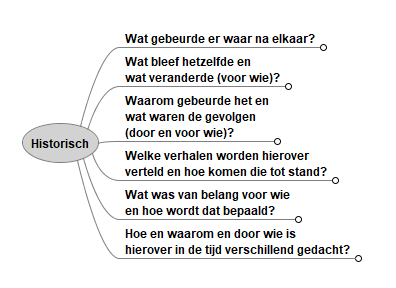 Wat gebeurde er waar na elkaar?
Wat bleef hetzelfde en
wat veranderde (voor wie)?
Waarom gebeurde het en
wat waren de gevolgen
(door en voor wie)?
Historisch
Welke verhalen worden hierover
verteld en hoe komen die tot stand?
Wat was van belang voor wie
en hoe wordt dat bepaald?
Hoe en waarom en door wie is
hierover in de tijd verschillend gedacht?